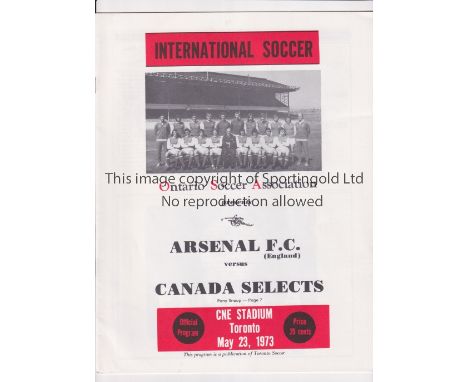 INTERNATIONAL SOCCER
This image of copyright of Sportingold Ltd
Ontario Soccer Association
No reproduction allowed
ARSENAL F.C.
(England)
versus
CANADA SELECTS
Page 7
Official Program
CNE STADIUM
Toronto
May 23, 1973
Price 35 cents
This program is a publication of Toronto Soccer